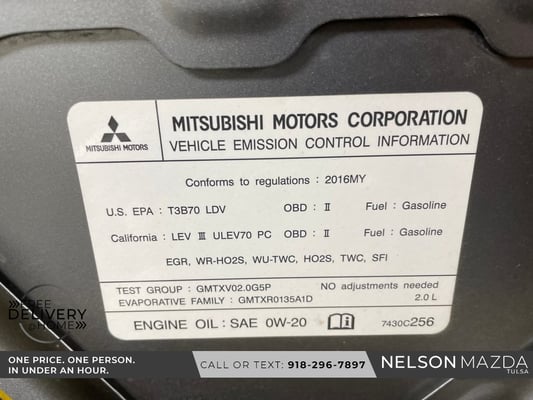 MITSUBISHI MOTORS
MITSUBISHI MOTORS CORPORATION
VEHICLE EMISSION CONTROL INFORMATION
Conforms to regulations : 2016MY
U.S. EPA : T3B70 LDV OBD : II Fuel : Gasoline
California : LEV III ULEV70 PC OBD : II Fuel : Gasoline
EGR, WR-HO2S, WU-TWC, HO2S, TWC, SFI
TEST GROUP : GMTXV02.0G5P NO adjustments needed
EVAPORATIVE FAMILY : GMTXR0135A1D 2.0 L
ENGINE OIL : SAE 0W-20 7430C256
FREE
DELIVERY
HOME
ONE PRICE. ONE PERSON.
IN UNDER AN HOUR.
CALL OR TEXT: 918-296-7897
NELSON MAZDA
TULSA